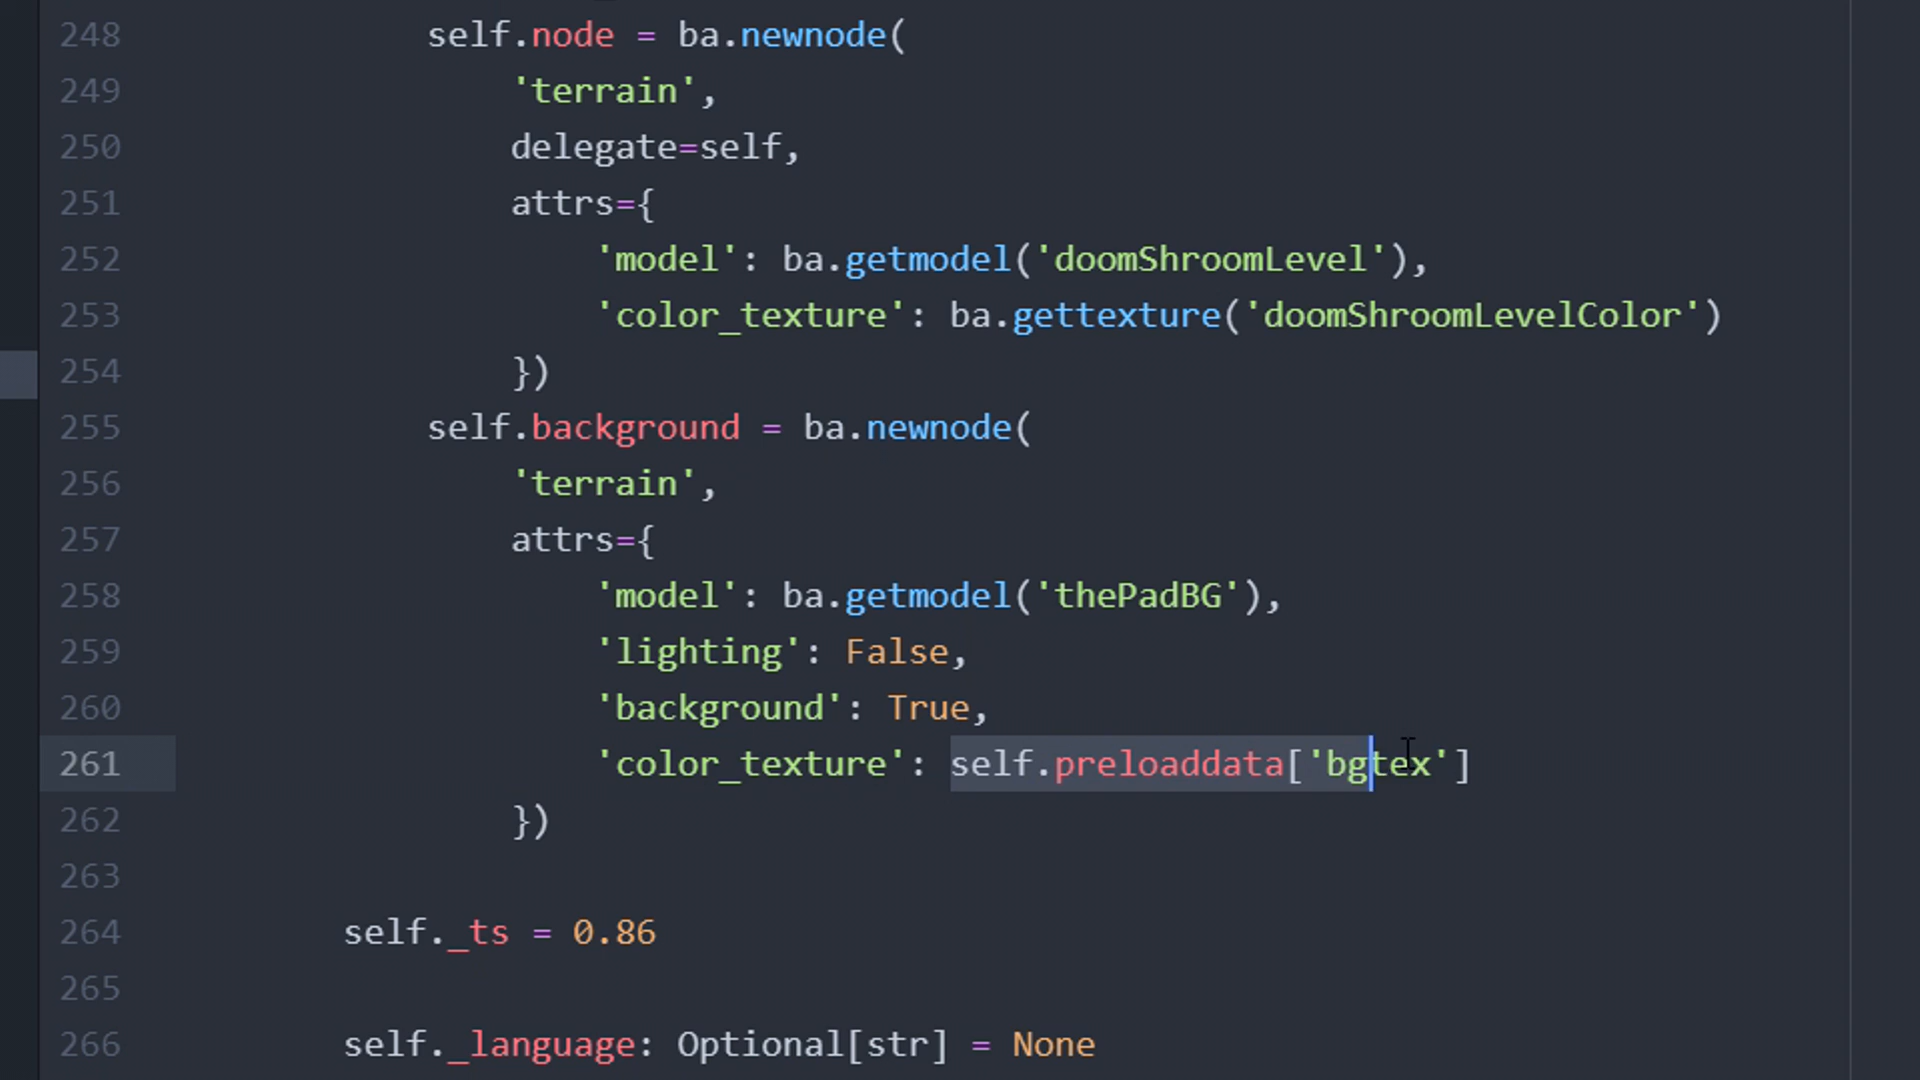 248 self.node = ba.newnode(
249 'terrain',
250 delegate=self,
251 attrs={
252 'model': ba.getmodel('doomShroomLevel'),
253 'color_texture': ba.gettexture('doomShroomLevelColor')
254 })
255 self.background = ba.newnode(
256 'terrain',
257 attrs={
258 'model': ba.getmodel('thePadBG'),
259 'lighting': False,
260 'background': True,
261 'color_texture': self.preloaddata['bgtex']
262 })
263
264 self._ts = 0.86
265
266 self._language: Optional[str] = None